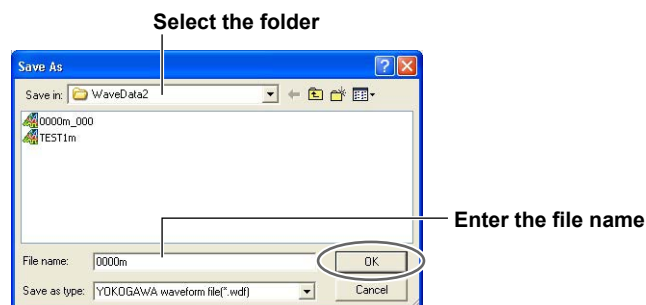 Select the folder
Save As
Save in: WaveData2
0000m_000
TEST1m
Enter the file name
File name: 0000m OK
Save as type: YOKOGAWA waveform file(*.wdf) Cancel